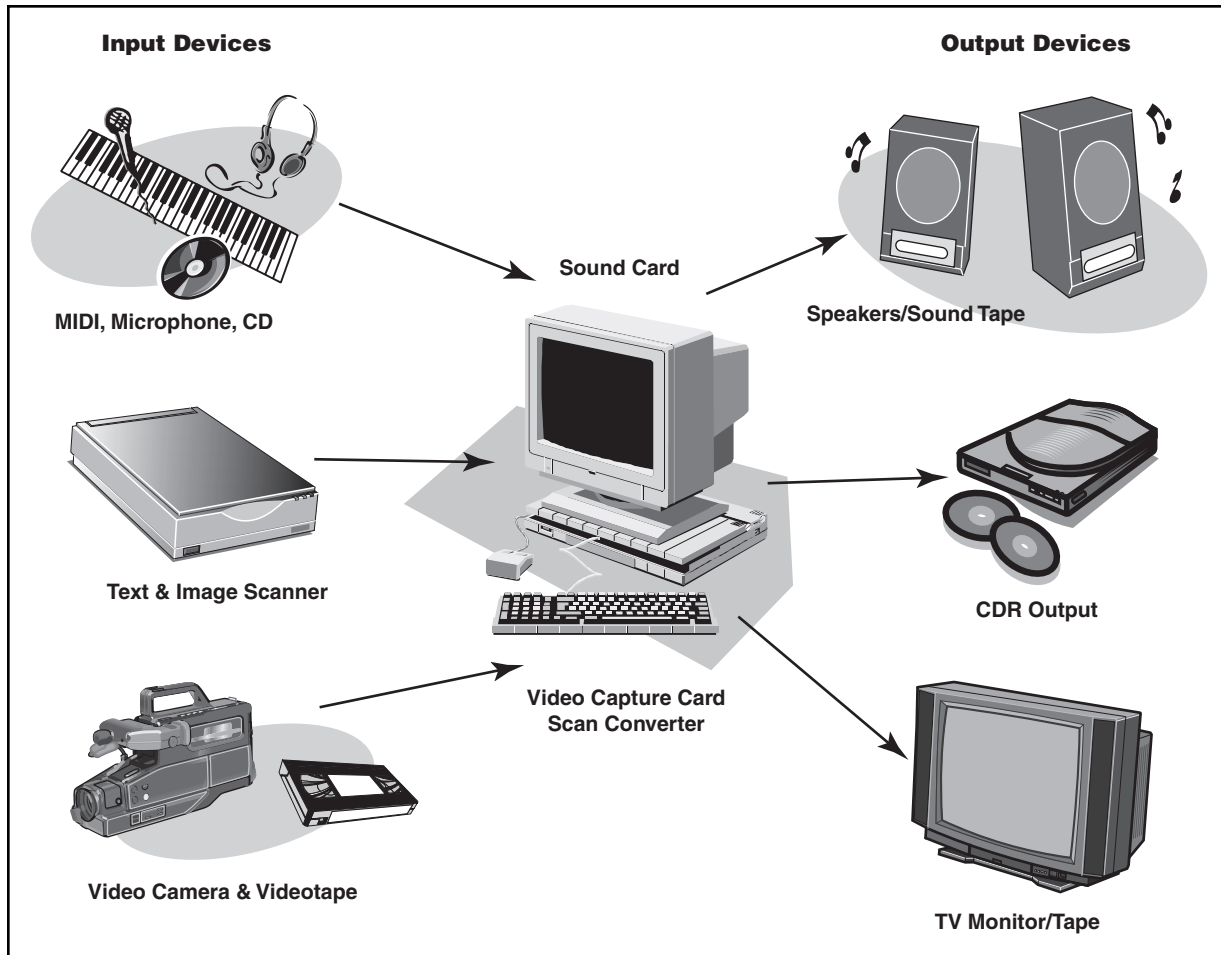 Input Devices
Output Devices
MIDI, Microphone, CD
Sound Card
Speakers/Sound Tape
Text & Image Scanner
CDR Output
Video Capture Card
Scan Converter
Video Camera & Videotape
TV Monitor/Tape